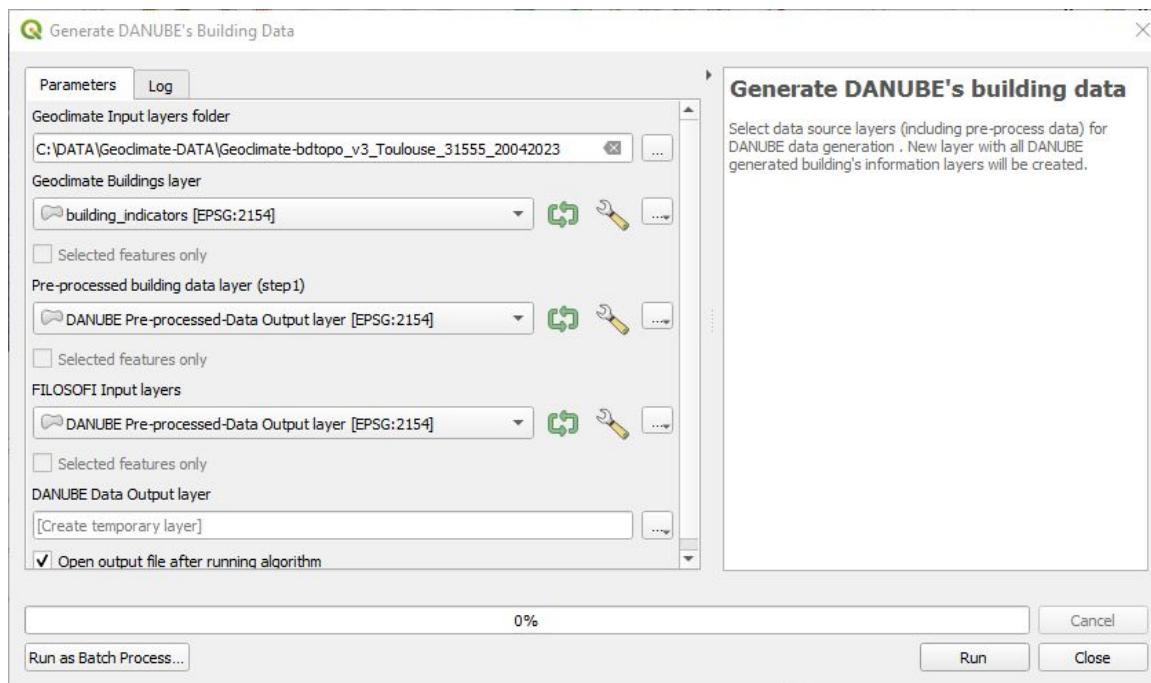 Generate DANUBE's Building Data
Parameters
Log
Geoclimate Input layers folder
C:\DATA\Geoclimate-DATA\Geoclimate-bdtopo_v3_Toulouse_31555_20042023
...
Geoclimate Buildings layer
building_indicators [EPSG:2154]
...
Selected features only
Pre-processed building data layer (step1)
DANUBE Pre-processed-Data Output layer [EPSG:2154]
...
Selected features only
FILOSOFI Input layers
DANUBE Pre-processed-Data Output layer [EPSG:2154]
...
Selected features only
DANUBE Data Output layer
[Create temporary layer]
...
Open output file after running algorithm
Generate DANUBE's building data
Select data source layers (including pre-process data) for
DANUBE data generation . New layer with all DANUBE
generated building's information layers will be created.
0%
Cancel
Run as Batch Process...
Run
Close